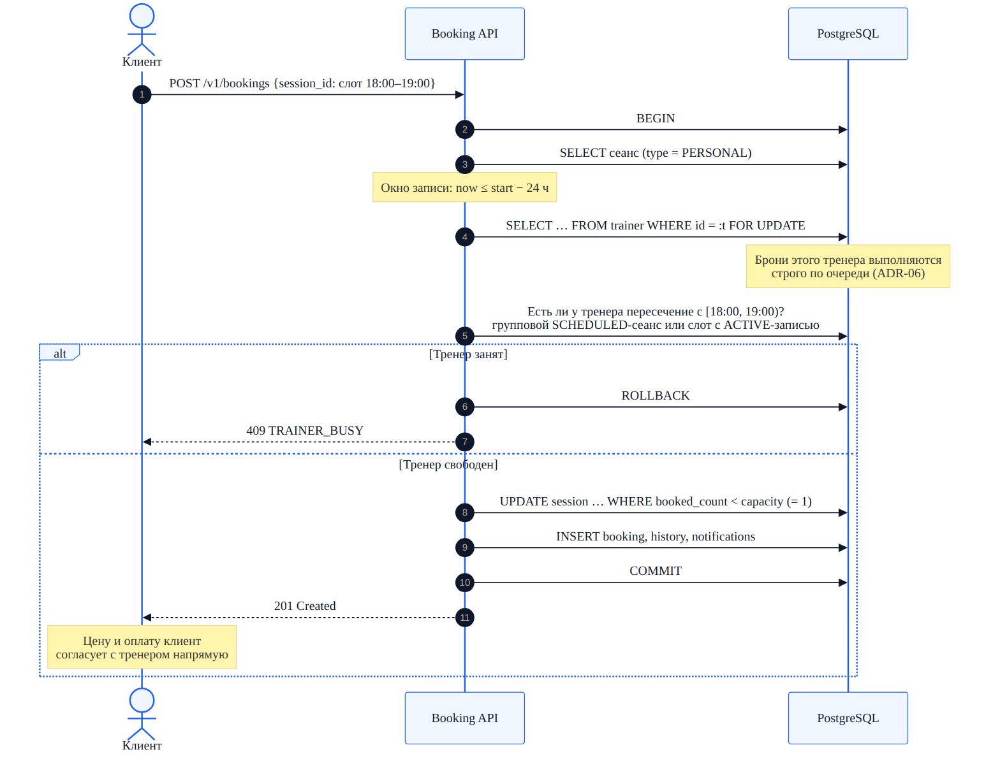 Клиент
Booking API
PostgreSQL
POST /v1/bookings {session_id: слот 18:00–19:00}
1
BEGIN
2
SELECT сеанс (type = PERSONAL)
3
Окно записи: now ≤ start − 24 ч
SELECT … FROM trainer WHERE id = :t FOR UPDATE
4
Брони этого тренера выполняются
строго по очереди (ADR-06)
Есть ли у тренера пересечение с [18:00, 19:00)?
групповой SCHEDULED-сеанс или слот с ACTIVE-записью
5
alt
[Тренер занят]
ROLLBACK
6
409 TRAINER_BUSY
7
[Тренер свободен]
UPDATE session … WHERE booked_count < capacity (= 1)
8
INSERT booking, history, notifications
9
COMMIT
10
201 Created
11
Цену и оплату клиент
согласует с тренером напрямую
Клиент
Booking API
PostgreSQL